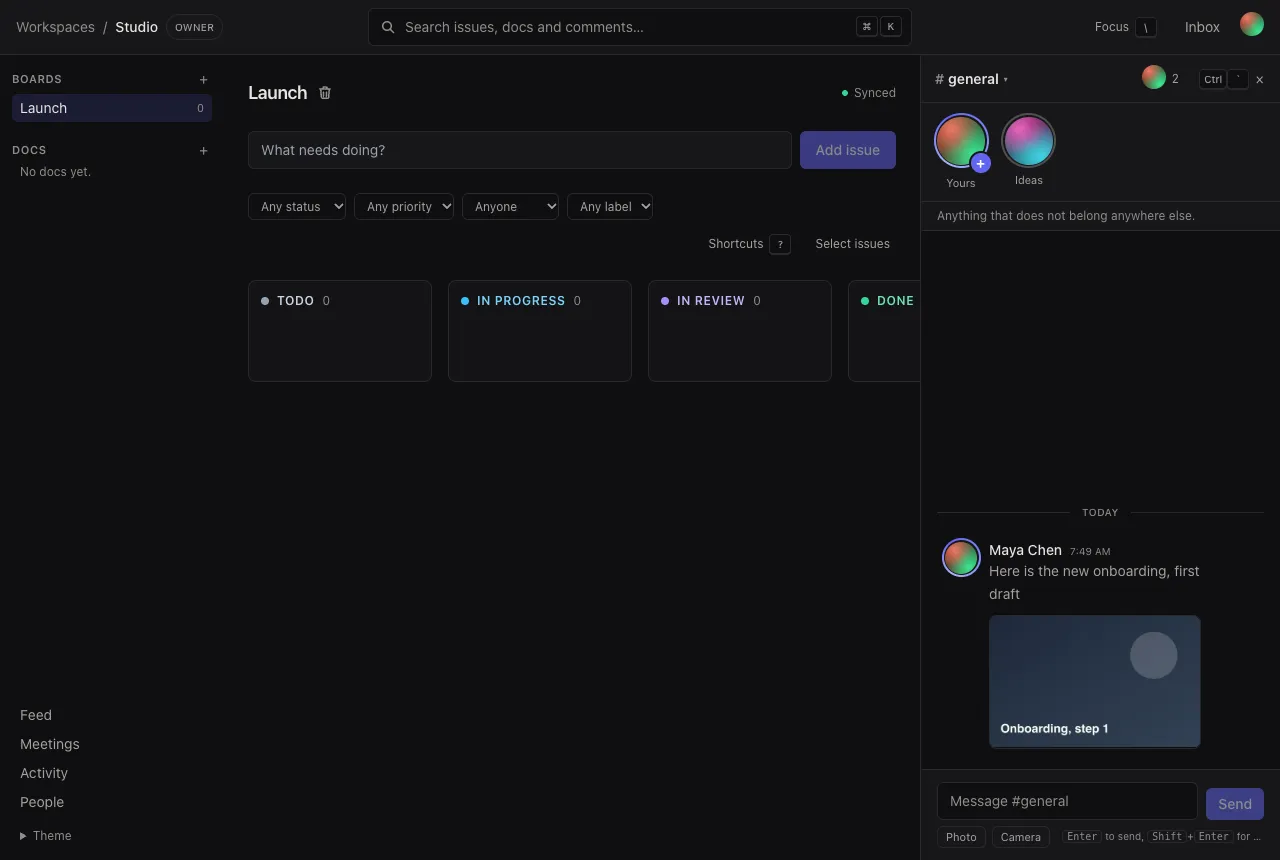 Workspaces / Studio OWNER
Search issues, docs and comments… ⌘ K
Focus \ Inbox
BOARDS +
Launch 0
DOCS +
No docs yet.
Feed
Meetings
Activity
People
Theme
Launch
Synced
What needs doing? Add issue
Any status Any priority Anyone Any label
Shortcuts ? Select issues
TODO 0 IN PROGRESS 0 IN REVIEW 0 DONE
# general 2 Ctrl ` ×
+
Yours Ideas
Anything that does not belong anywhere else.
TODAY
Maya Chen 7:49 AM
Here is the new onboarding, first
draft
Onboarding, step 1
Message #general Send
Photo Camera Enter to send, Shift + Enter for …